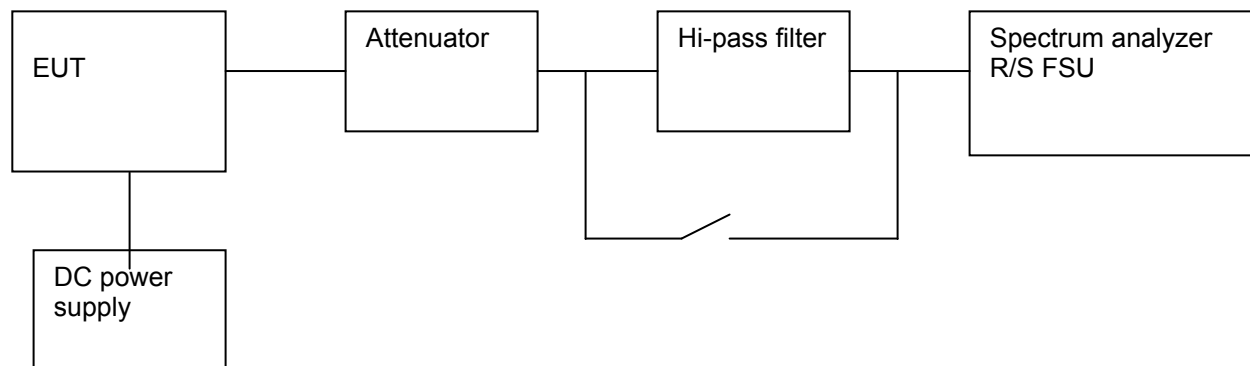 EUT
Attenuator
Hi-pass filter
Spectrum analyzer
R/S FSU
DC power
supply